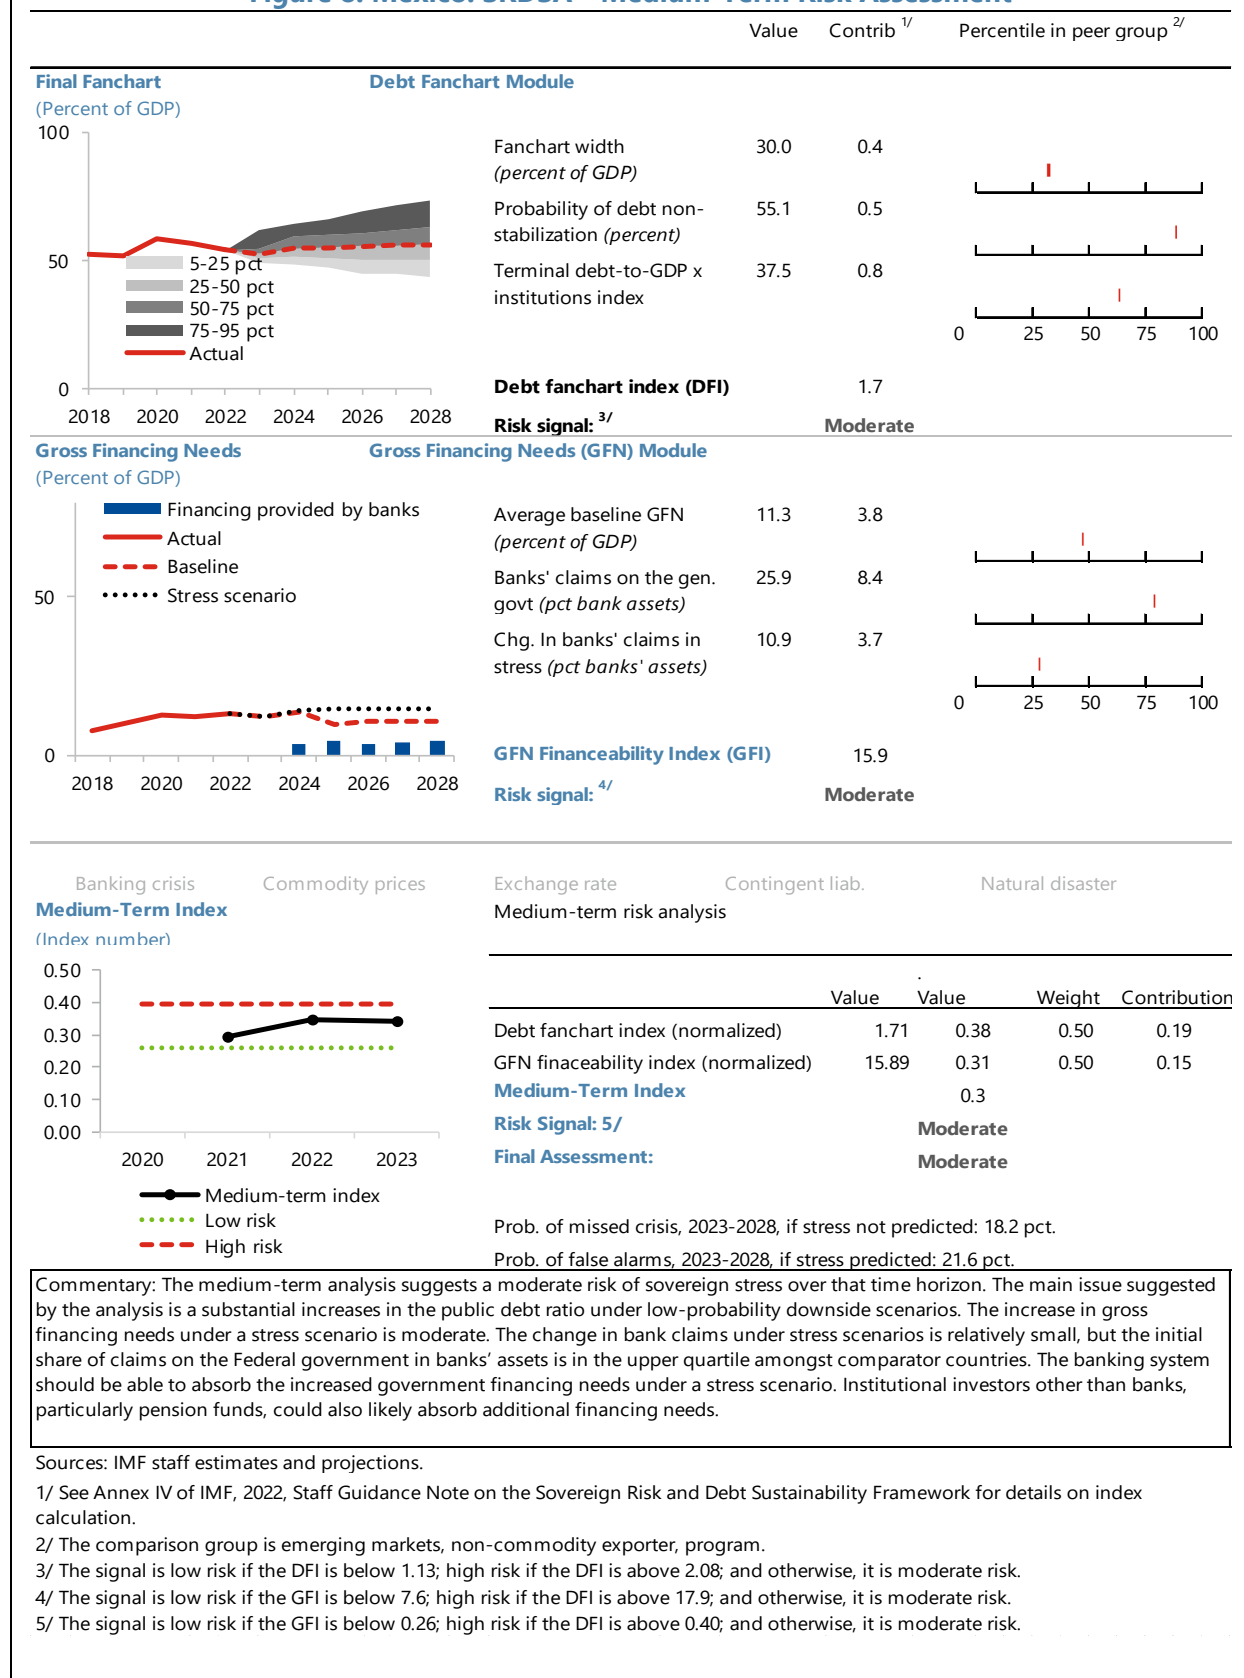 Figure 6. Mexico: SRDSA – Medium-Term Risk Assessment
Value Contrib 1/ Percentile in peer group 2/
Final Fanchart
(Percent of GDP)
Debt Fanchart Module
100
50
0
5-25 pct
25-50 pct
50-75 pct
75-95 pct
Actual
2018 2020 2022 2024 2026 2028
Fanchart width 30.0 0.4
(percent of GDP)
Probability of debt non- 55.1 0.5
stabilization (percent)
Terminal debt-to-GDP x 37.5 0.8
institutions index
0 25 50 75 100
Debt fanchart index (DFI) 1.7
Risk signal: 3/ Moderate
Gross Financing Needs
(Percent of GDP)
Gross Financing Needs (GFN) Module
Financing provided by banks
Actual
Baseline
Stress scenario
50
0
2018 2020 2022 2024 2026 2028
Average baseline GFN 11.3 3.8
(percent of GDP)
Banks' claims on the gen. 25.9 8.4
govt (pct bank assets)
Chg. In banks' claims in 10.9 3.7
stress (pct banks' assets)
0 25 50 75 100
GFN Financeability Index (GFI) 15.9
Risk signal: 4/ Moderate
Banking crisis Commodity prices Exchange rate Contingent liab. Natural disaster
Medium-Term Index
(Index number)
0.50
0.40
0.30
0.20
0.10
0.00
2020 2021 2022 2023
Medium-term index
Low risk
High risk
Medium-term risk analysis
.
Value Value Weight Contribution
Debt fanchart index (normalized) 1.71 0.38 0.50 0.19
GFN finaceability index (normalized) 15.89 0.31 0.50 0.15
Medium-Term Index 0.3
Risk Signal: 5/ Moderate
Final Assessment: Moderate
Prob. of missed crisis, 2023-2028, if stress not predicted: 18.2 pct.
Prob. of false alarms, 2023-2028, if stress predicted: 21.6 pct.
Commentary: The medium-term analysis suggests a moderate risk of sovereign stress over that time horizon. The main issue suggested
by the analysis is a substantial increases in the public debt ratio under low-probability downside scenarios. The increase in gross
financing needs under a stress scenario is moderate. The change in bank claims under stress scenarios is relatively small, but the initial
share of claims on the Federal government in banks’ assets is in the upper quartile amongst comparator countries. The banking system
should be able to absorb the increased government financing needs under a stress scenario. Institutional investors other than banks,
particularly pension funds, could also likely absorb additional financing needs.
Sources: IMF staff estimates and projections.
1/ See Annex IV of IMF, 2022, Staff Guidance Note on the Sovereign Risk and Debt Sustainability Framework for details on index
calculation.
2/ The comparison group is emerging markets, non-commodity exporter, program.
3/ The signal is low risk if the DFI is below 1.13; high risk if the DFI is above 2.08; and otherwise, it is moderate risk.
4/ The signal is low risk if the GFI is below 7.6; high risk if the DFI is above 17.9; and otherwise, it is moderate risk.
5/ The signal is low risk if the GFI is below 0.26; high risk if the DFI is above 0.40; and otherwise, it is moderate risk.